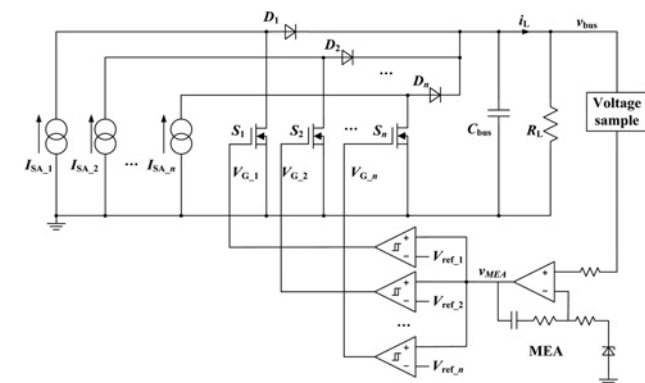 D1
iL
vbus
D2
...
Dn
Voltage
sample
S1
S2
...
Sn
Cbus
RL
ISA_1
ISA_2
...
ISA_n
VG_1
VG_2
VG_n
+
−
Vref_1
vMEA
+
−
+
−
Vref_2
...
MEA
+
−
Vref_n